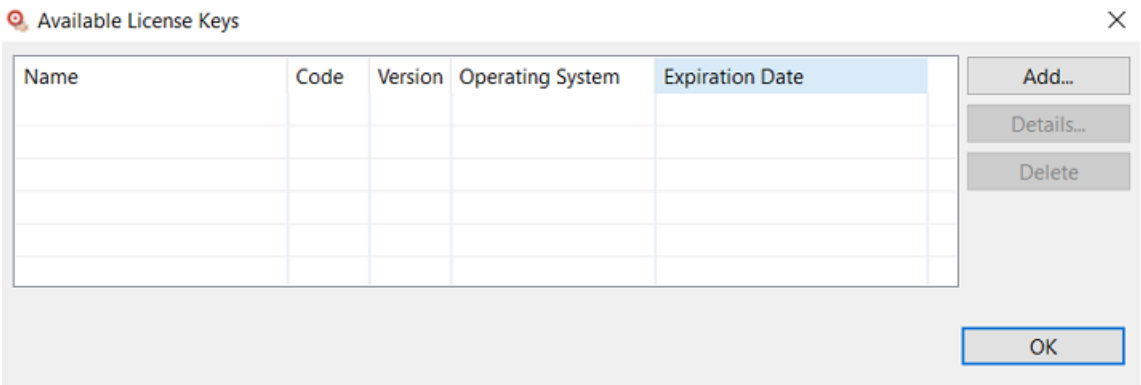 Available License Keys
Name Code Version Operating System Expiration Date
Add...
Details...
Delete
OK